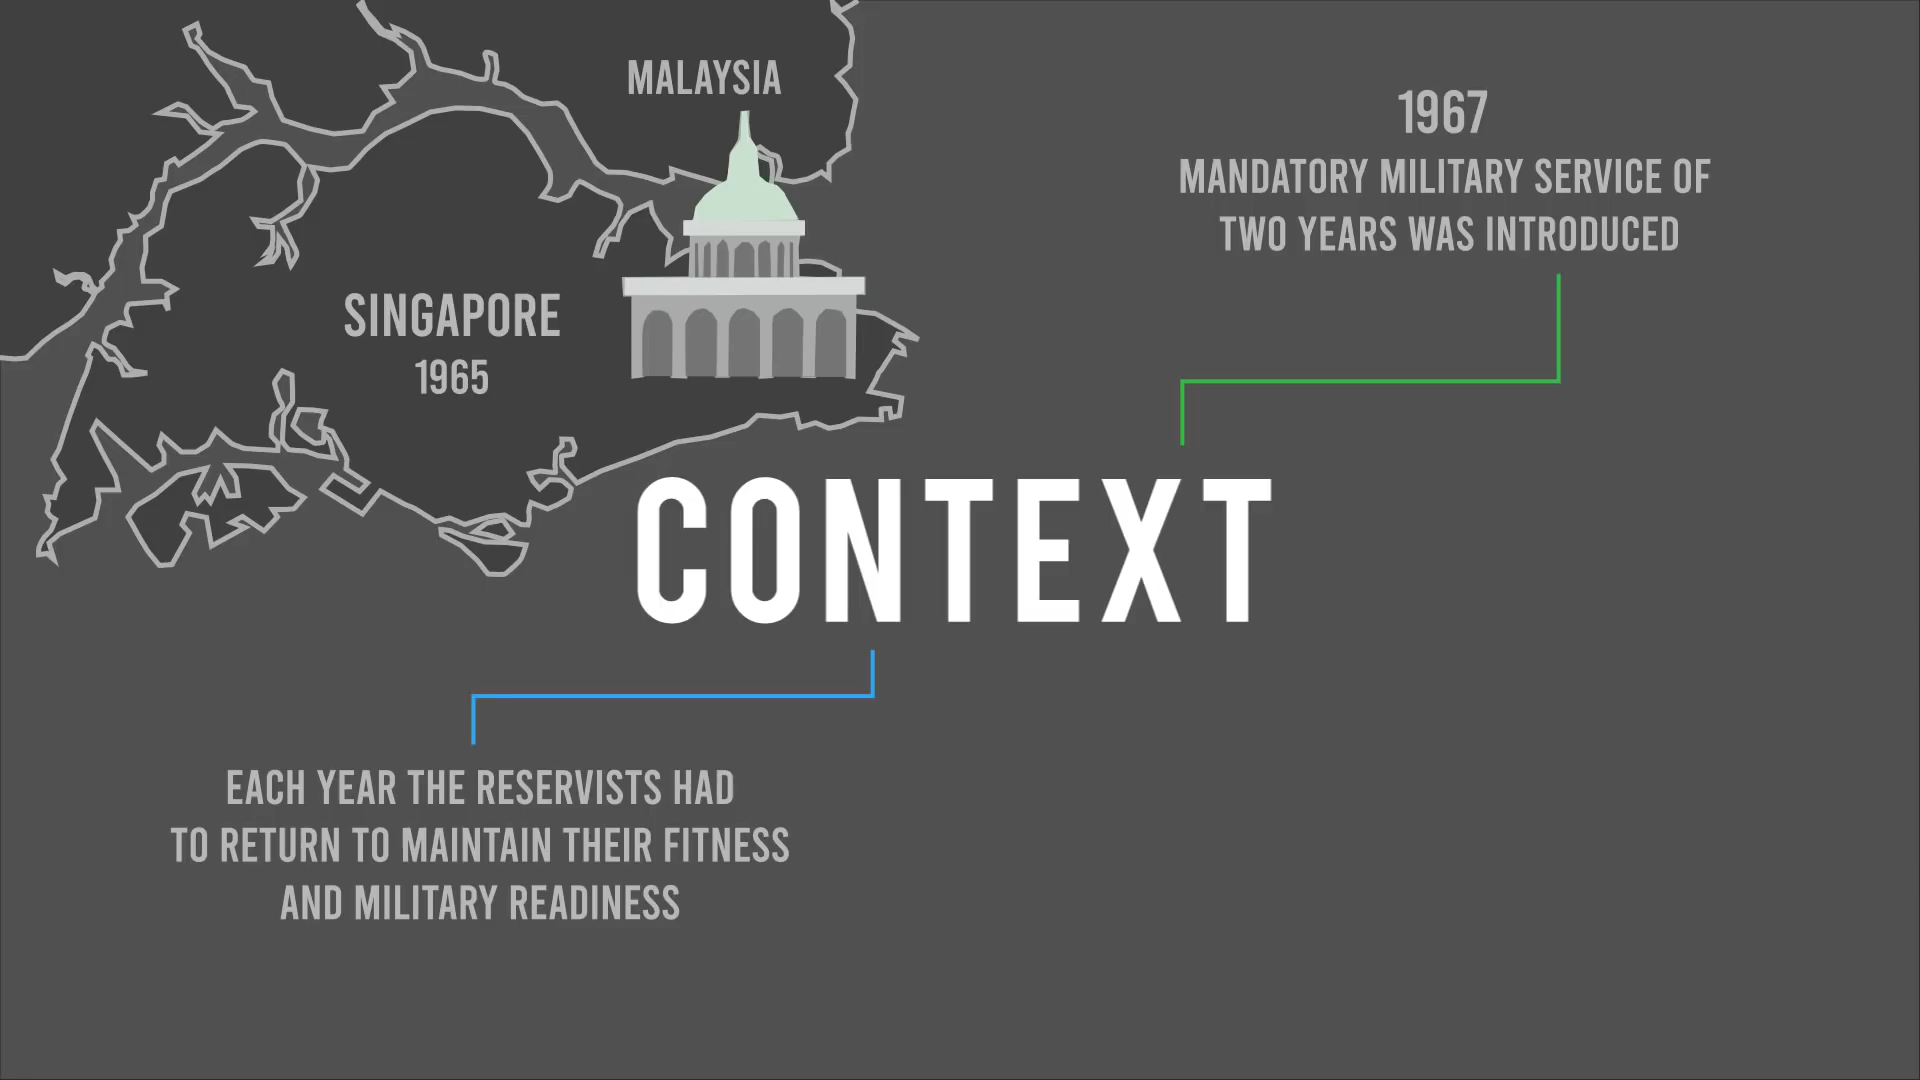 MALAYSIA
SINGAPORE
1965
1967
MANDATORY MILITARY SERVICE OF
TWO YEARS WAS INTRODUCED
CONTEXT
EACH YEAR THE RESERVISTS HAD
TO RETURN TO MAINTAIN THEIR FITNESS
AND MILITARY READINESS